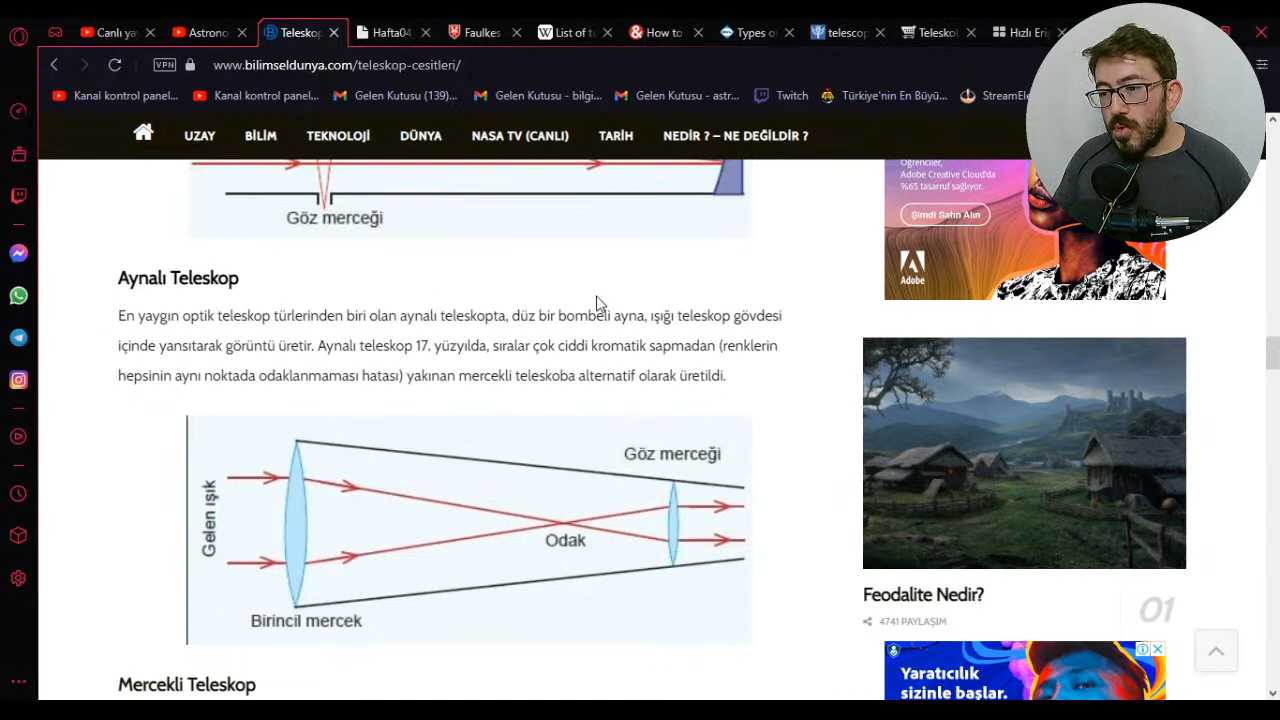 Canlı ya
Astrono
Teleskop
Hafta04
Faulkes
List of te
How to
Types of
telescop
Teleskol
Hızlı Eriş
VPN
www.bilimseldunya.com/teleskop-cesitleri/
Kanal kontrol panel...
Kanal kontrol panel...
Gelen Kutusu (139)...
Gelen Kutusu - bilgi...
Gelen Kutusu - astr...
Twitch
Türkiye'nin En Büyü...
StreamEle
UZAY
BİLİM
TEKNOLOJİ
DÜNYA
NASA TV (CANLI)
TARİH
NEDİR ? – NE DEĞİLDİR ?
Göz merceği
Aynalı Teleskop
En yaygın optik teleskop türlerinden biri olan aynalı teleskopta, düz bir bombeli ayna, ışığı teleskop gövdesi
içinde yansıtarak görüntü üretir. Aynalı teleskop 17. yüzyılda, sıralar çok ciddi kromatik sapmadan (renklerin
hepsinin aynı noktada odaklanmaması hatası) yakınan mercekli teleskoba alternatif olarak üretildi.
Göz merceği
Gelen ışık
Odak
Birincil mercek
Mercekli Teleskop
Öğrenciler,
Adobe Creative Cloud'da
%65 tasarruf sağlıyor.
Şimdi Satın Alın
Adobe
Feodalite Nedir?
4741 PAYLAŞIM
01
Yaratıcılık
sizinle başlar.